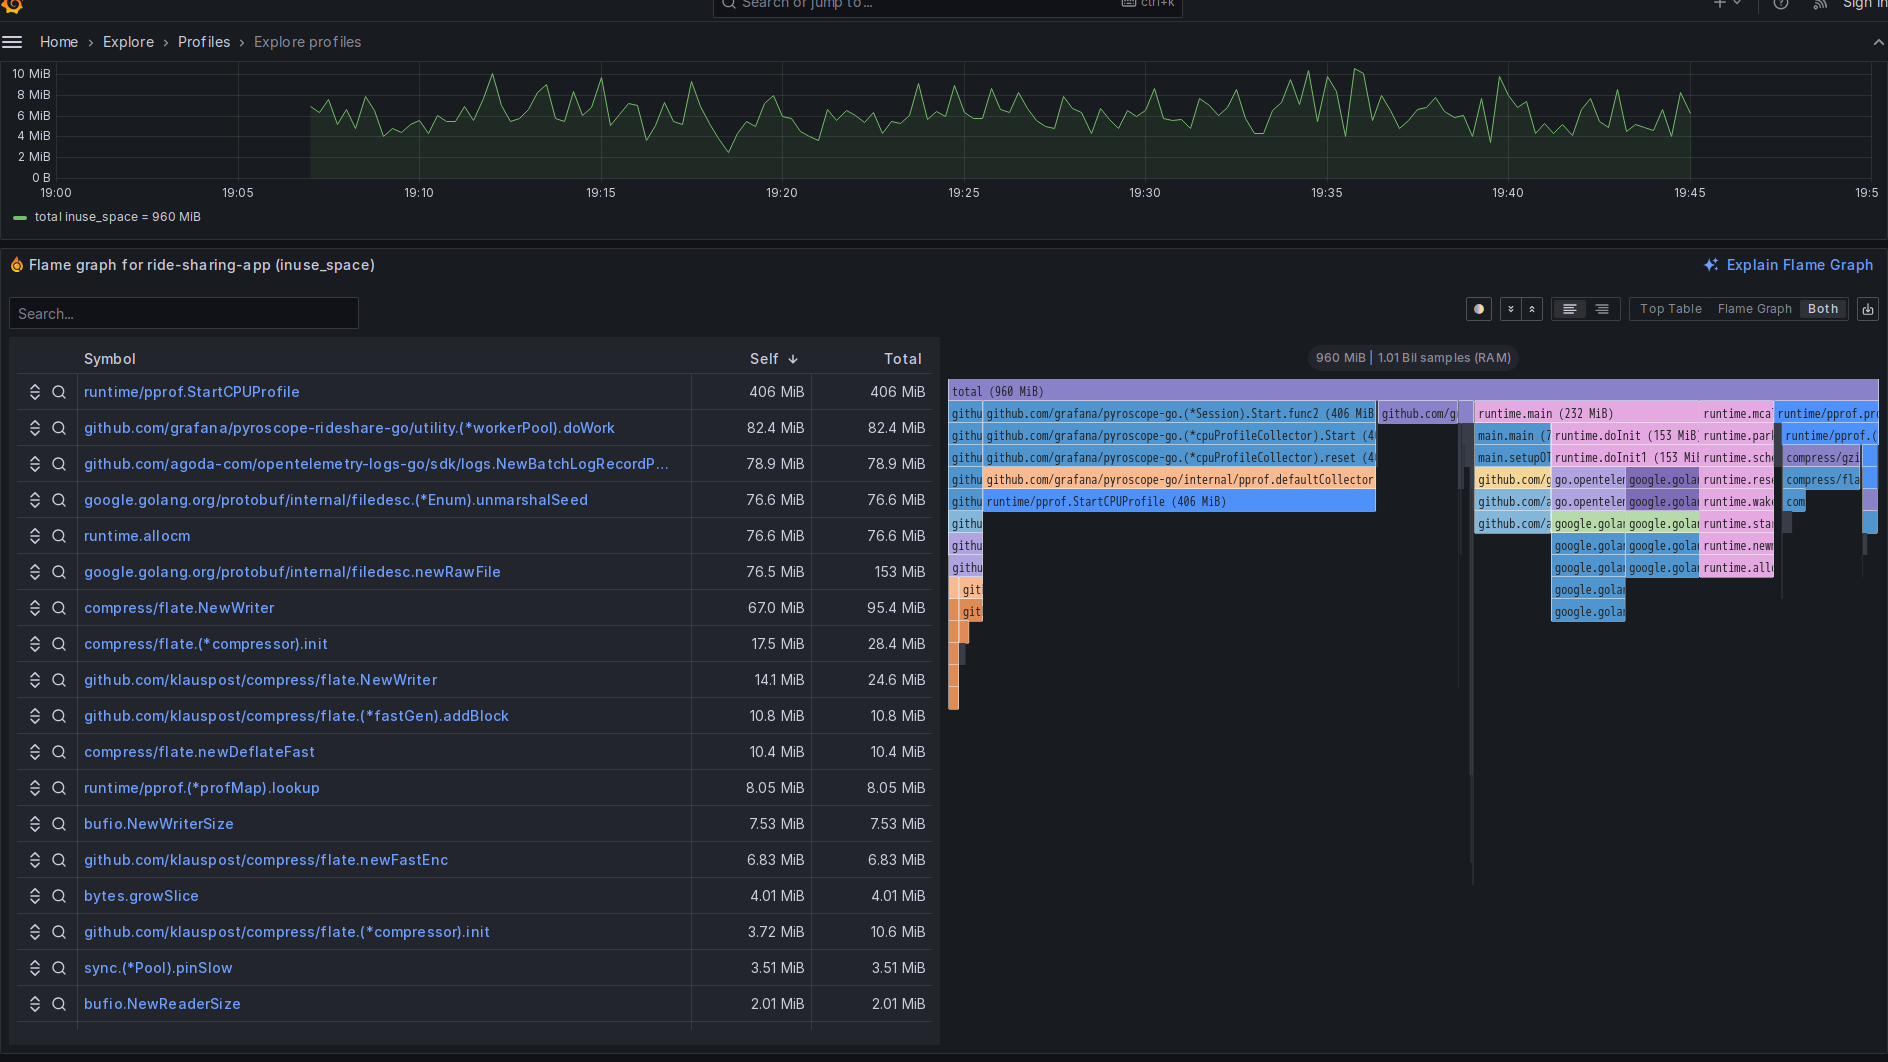 Search or jump to...
ctrl+k
Sign in
Home › Explore › Profiles › Explore profiles
10 MiB
8 MiB
6 MiB
4 MiB
2 MiB
0 B
19:00 19:05 19:10 19:15 19:20 19:25 19:30 19:35 19:40 19:45 19:5
total inuse_space = 960 MiB
Flame graph for ride-sharing-app (inuse_space)
Explain Flame Graph
Search...
Top Table Flame Graph Both
Symbol Self Total
runtime/pprof.StartCPUProfile 406 MiB 406 MiB
github.com/grafana/pyroscope-rideshare-go/utility.(*workerPool).doWork 82.4 MiB 82.4 MiB
github.com/agoda-com/opentelemetry-logs-go/sdk/logs.NewBatchLogRecordP... 78.9 MiB 78.9 MiB
google.golang.org/protobuf/internal/filedesc.(*Enum).unmarshalSeed 76.6 MiB 76.6 MiB
runtime.allocm 76.6 MiB 76.6 MiB
google.golang.org/protobuf/internal/filedesc.newRawFile 76.5 MiB 153 MiB
compress/flate.NewWriter 67.0 MiB 95.4 MiB
compress/flate.(*compressor).init 17.5 MiB 28.4 MiB
github.com/klauspost/compress/flate.NewWriter 14.1 MiB 24.6 MiB
github.com/klauspost/compress/flate.(*fastGen).addBlock 10.8 MiB 10.8 MiB
compress/flate.newDeflateFast 10.4 MiB 10.4 MiB
runtime/pprof.(*profMap).lookup 8.05 MiB 8.05 MiB
bufio.NewWriterSize 7.53 MiB 7.53 MiB
github.com/klauspost/compress/flate.newFastEnc 6.83 MiB 6.83 MiB
bytes.growSlice 4.01 MiB 4.01 MiB
github.com/klauspost/compress/flate.(*compressor).init 3.72 MiB 10.6 MiB
sync.(*Pool).pinSlow 3.51 MiB 3.51 MiB
bufio.NewReaderSize 2.01 MiB 2.01 MiB
960 MiB | 1.01 Bil samples (RAM)
total (960 MiB)
githu github.com/grafana/pyroscope-go.(*Session).Start.func2 (406 MiB github.com/g runtime.main (232 MiB) runtime.mca runtime/pprof.pr
githu github.com/grafana/pyroscope-go.(*cpuProfileCollector).Start (4 main.main (7 runtime.doInit (153 MiB runtime.park runtime/pprof.(
githu github.com/grafana/pyroscope-go.(*cpuProfileCollector).reset (4 main.setupOT runtime.doInit1 (153 Mi runtime.sche compress/gzi
githu github.com/grafana/pyroscope-go/internal/pprof.defaultCollector github.com/g go.opentelem google.golan runtime.rese compress/fla
githu runtime/pprof.StartCPUProfile (406 MiB) github.com/a go.opentelem google.golan runtime.wake com
githu github.com/a google.golan google.golan runtime.star
githu google.golan google.golan runtime.newm
githu google.golan google.golan runtime.allo
git google.golan
git google.golan